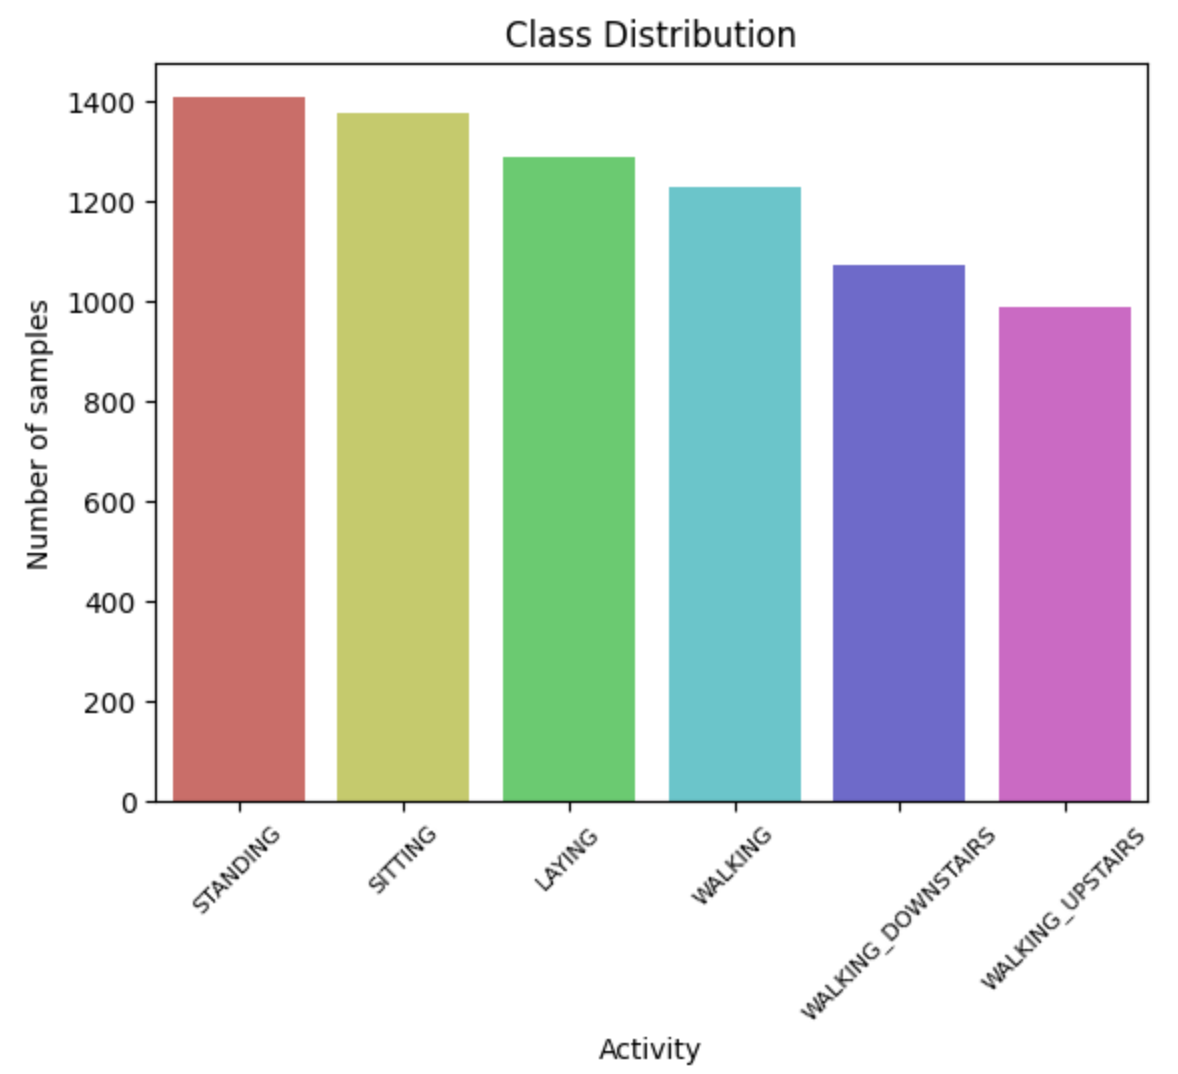 Class Distribution
Number of samples
1400
1200
1000
800
600
400
200
0
STANDING
SITTING
LAYING
WALKING
WALKING_DOWNSTAIRS
WALKING_UPSTAIRS
Activity